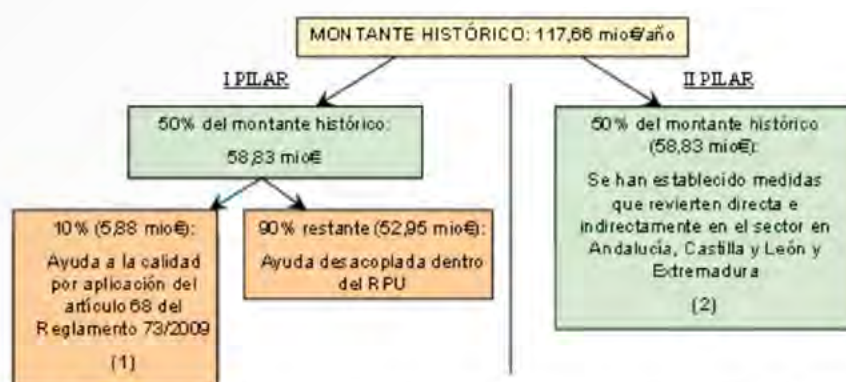 MONTANTE HISTÓRICO: 117,66 mio€/año
I PILAR
50% del montante histórico:
58,83 mio€
10% (5,88 mio€):
Ayuda a la calidad
por aplicación del
artículo 68 del
Reglamento 73/2009
(1)
90% restante (52,95 mio€):
Ayuda desacoplada dentro
del RPU
II PILAR
50% del montante histórico
(58,83 mio€):
Se han establecido medidas
que revierten directa e
indirectamente en el sector en
Andalucía, Castilla y León y
Extremadura
(2)